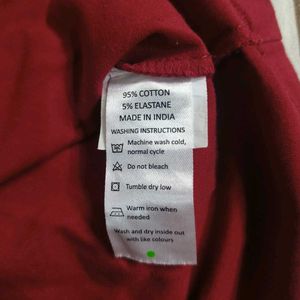 95% COTTON
5% ELASTANE
MADE IN INDIA
WASHING INSTRUCTIONS
Machine wash cold,
normal cycle
Do not bleach
Tumble dry low
Warm iron when
needed
Wash and dry inside out
with like colours